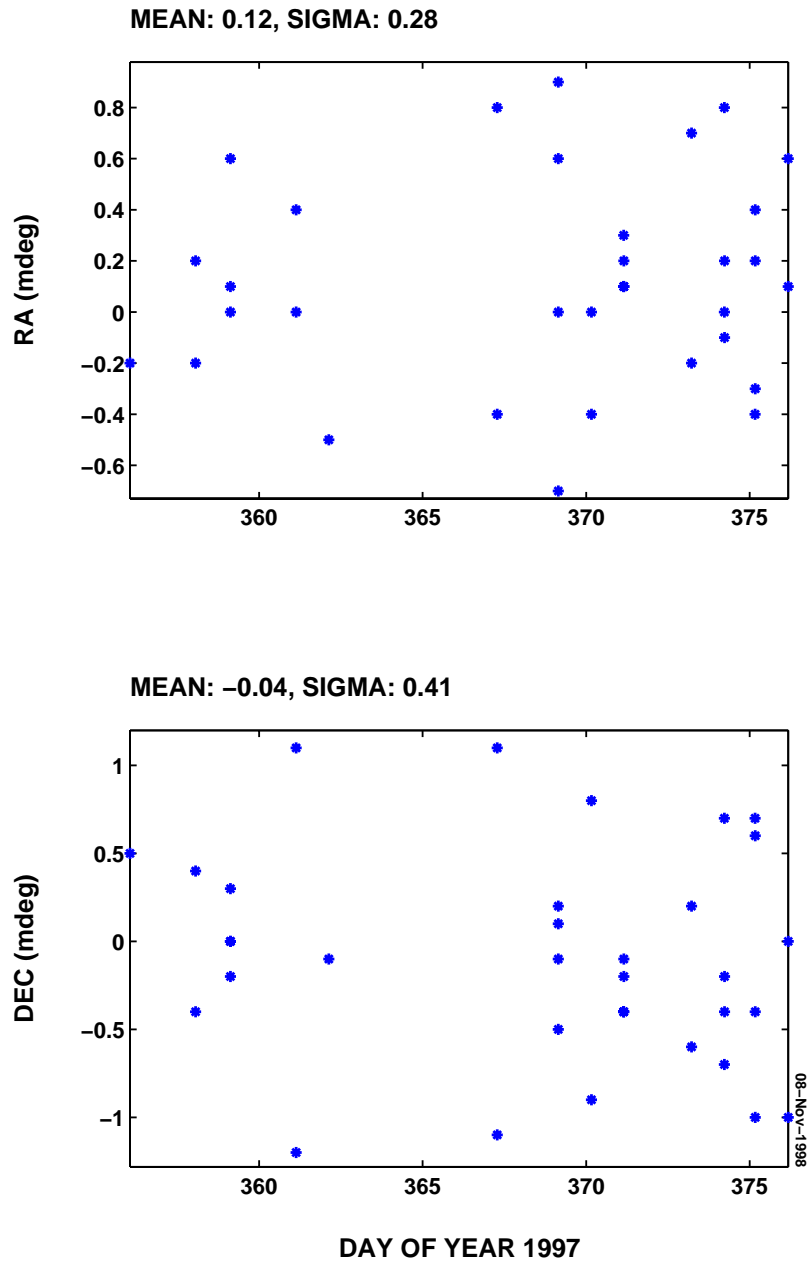 MEAN: 0.12, SIGMA: 0.28
0.8
0.6
0.4
0.2
0
−0.2
−0.4
−0.6
RA (mdeg)
360 365 370 375
MEAN: −0.04, SIGMA: 0.41
1
0.5
0
−0.5
−1
DEC (mdeg)
360 365 370 375
DAY OF YEAR 1997
08−Nov−1998